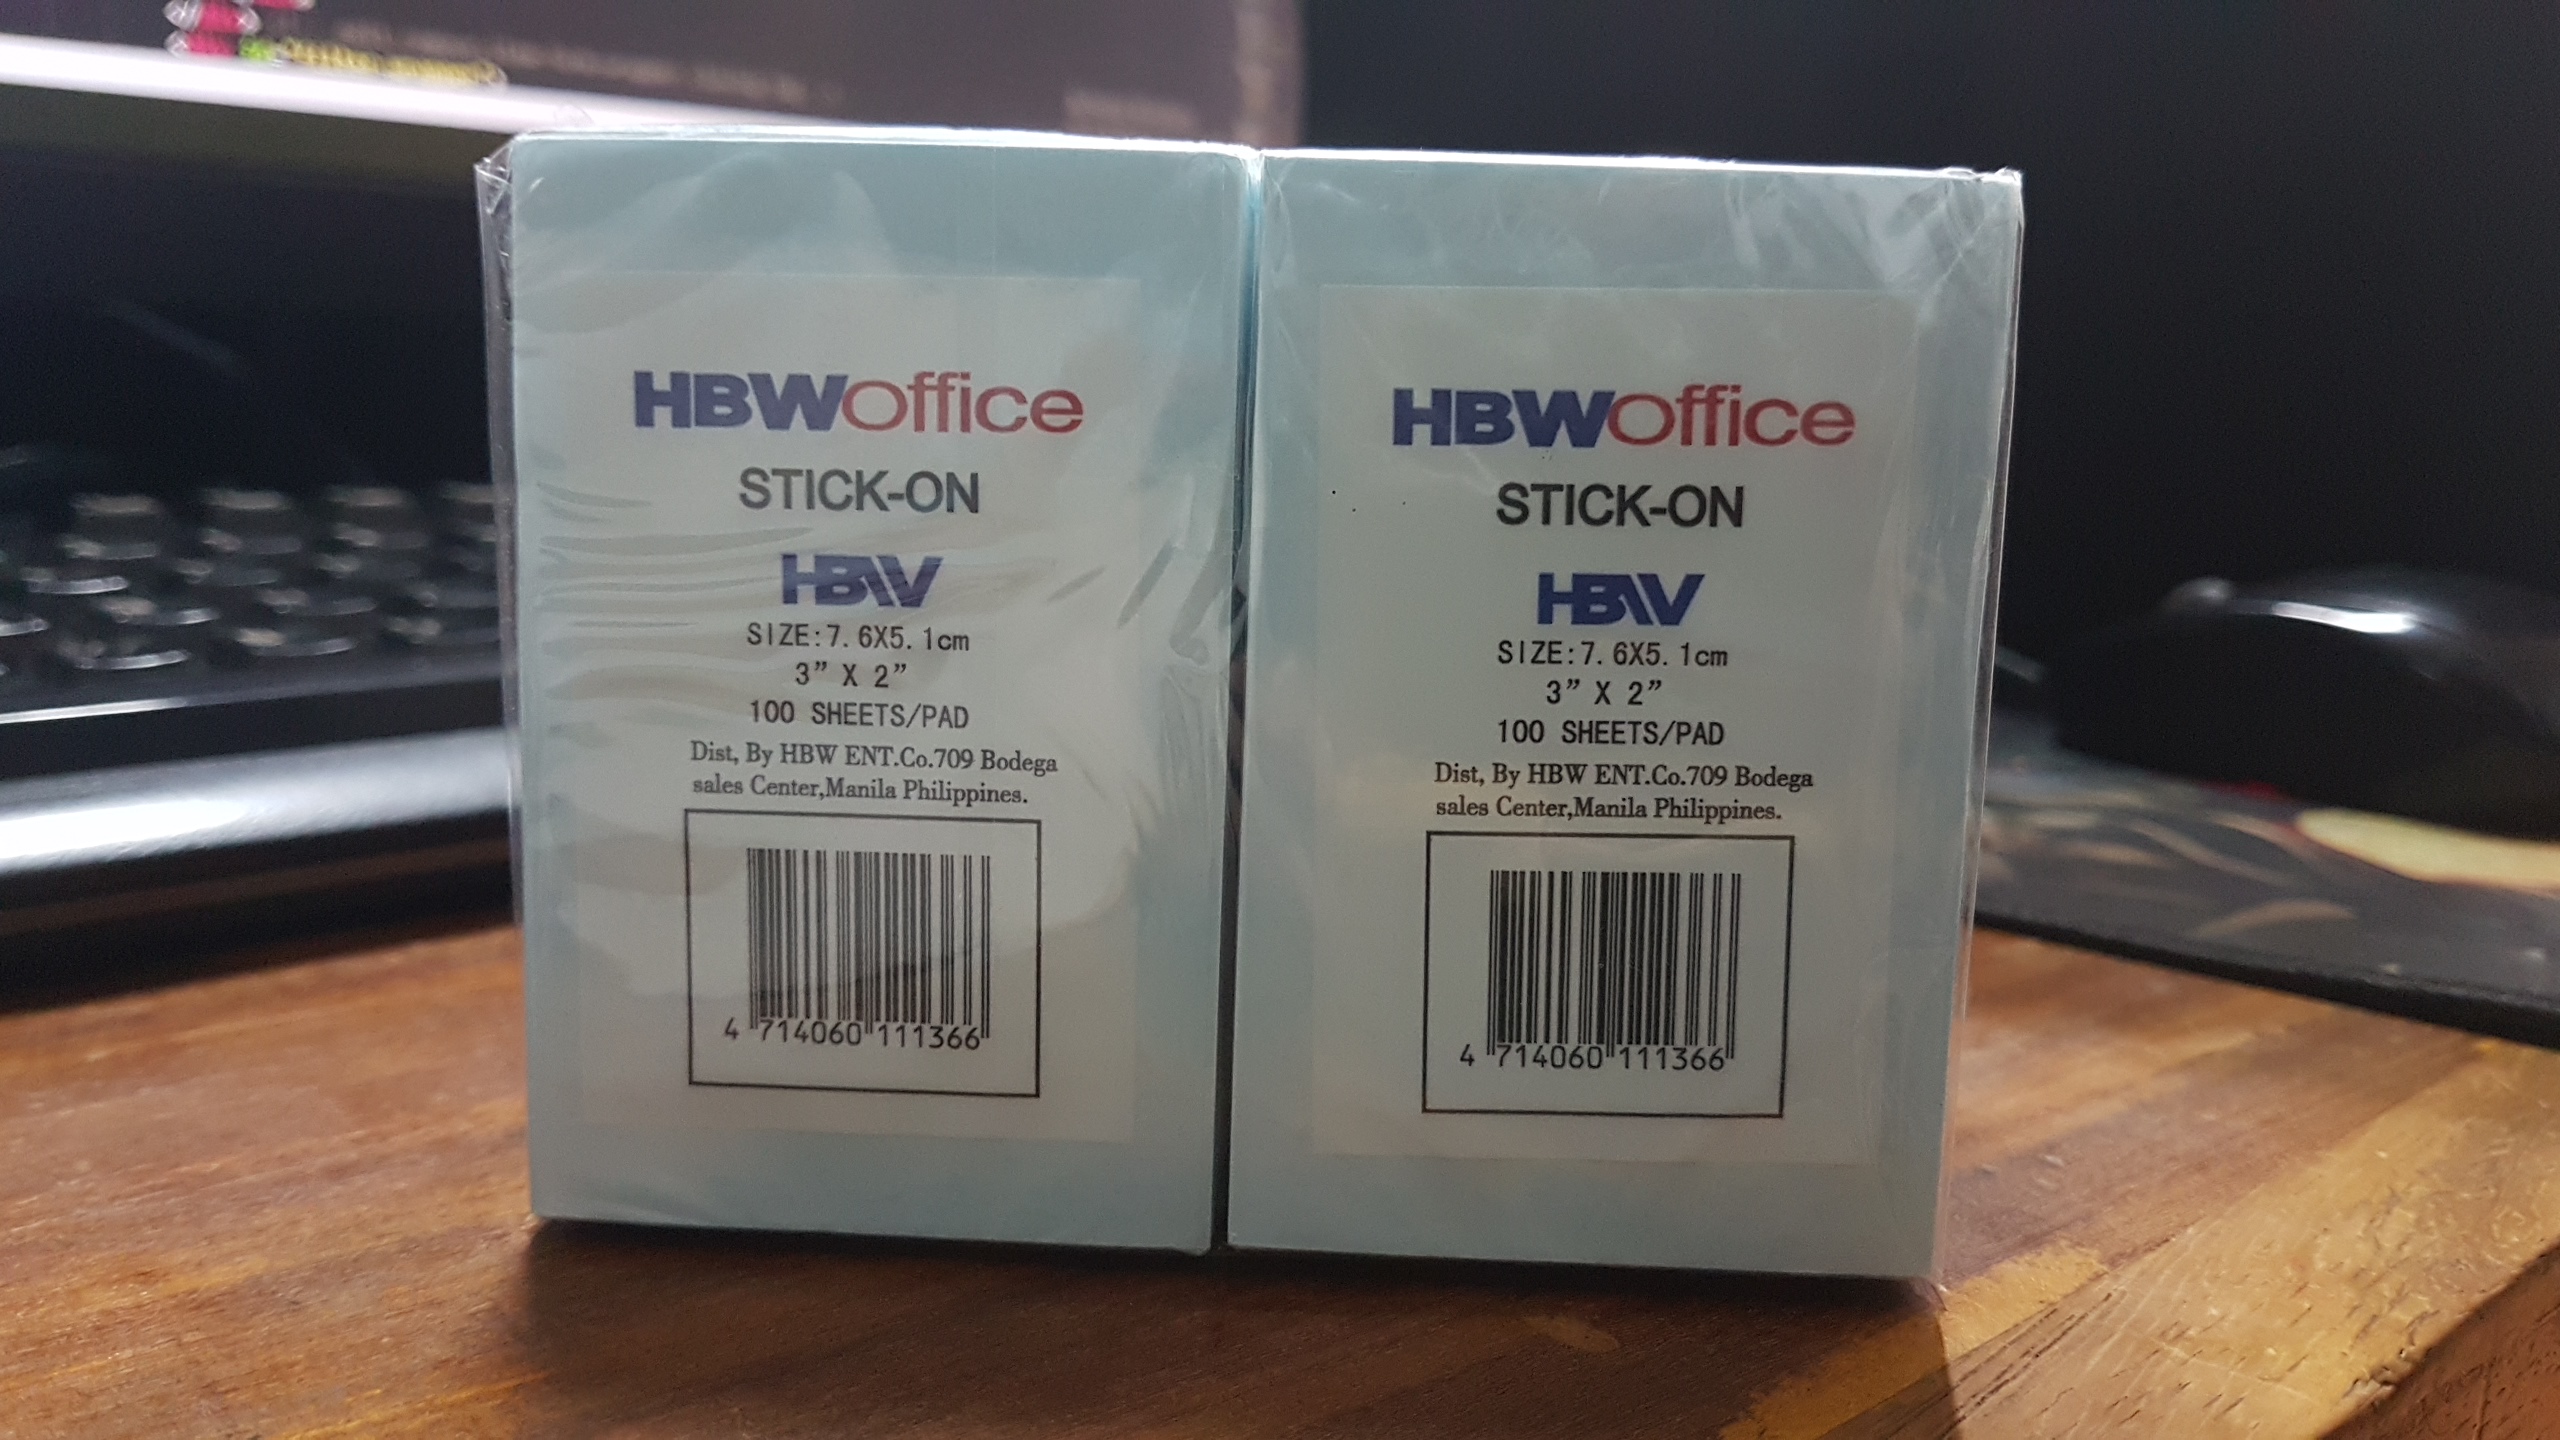 HBWOffice
STICK-ON
HBW
SIZE:7.6X5.1cm
3” X 2”
100 SHEETS/PAD
Dist, By HBW ENT.Co.709 Bodega
sales Center,Manila Philippines.
4 714060 111366
HBWOffice
STICK-ON
HBW
SIZE:7.6X5.1cm
3” X 2”
100 SHEETS/PAD
Dist, By HBW ENT.Co.709 Bodega
sales Center,Manila Philippines.
4 714060 111366